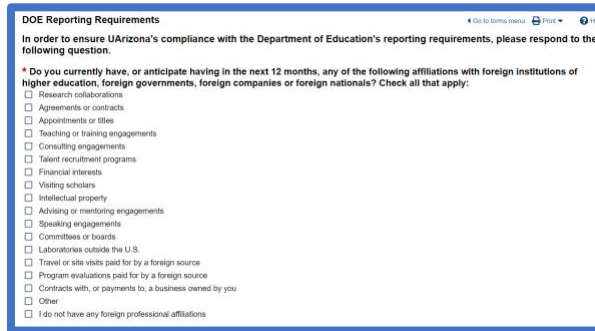 DOE Reporting Requirements
Go to forms menu Print H
In order to ensure UArizona's compliance with the Department of Education's reporting requirements, please respond to the
following question.
* Do you currently have, or anticipate having in the next 12 months, any of the following affiliations with foreign institutions of
higher education, foreign governments, foreign companies or foreign nationals? Check all that apply:
Research collaborations
Agreements or contracts
Appointments or titles
Teaching or training engagements
Consulting engagements
Talent recruitment programs
Financial interests
Visiting scholars
Intellectual property
Advising or mentoring engagements
Speaking engagements
Committees or boards
Laboratories outside the U.S.
Travel or site visits paid for by a foreign source
Program evaluations paid for by a foreign source
Contracts with, or payments to, a business owned by you
Other
I do not have any foreign professional affiliations